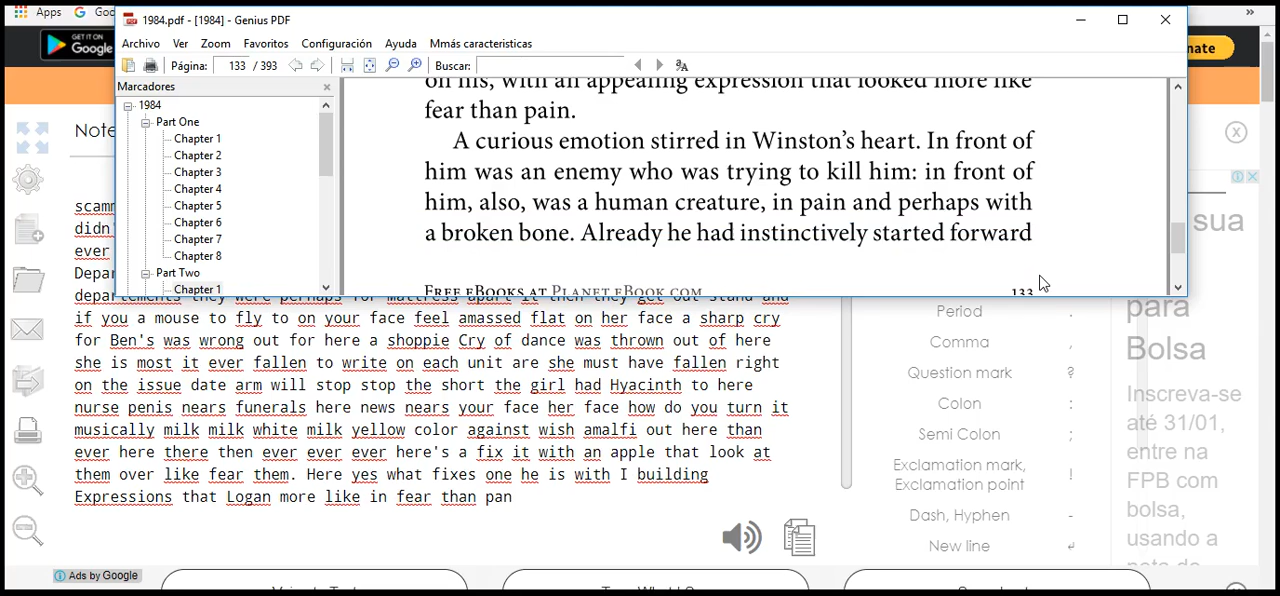 Apps
GET IT ON
Google
nate
1984.pdf - [1984] - Genius PDF
Archivo Ver Zoom Favoritos Configuración Ayuda Mmás caracteristicas
Página: 133 / 393 Buscar:
Marcadores
1984
Part One
Chapter 1
Chapter 2
Chapter 3
Chapter 4
Chapter 5
Chapter 6
Chapter 7
Chapter 8
Part Two
Chapter 1
on his, with an appealing expression that looked more like
fear than pain.
A curious emotion stirred in Winston's heart. In front of
him was an enemy who was trying to kill him: in front of
him, also, was a human creature, in pain and perhaps with
a broken bone. Already he had instinctively started forward
Free eBooks at Planet eBook.com
133
Note
scam
didn'
ever
Depar
departements they were perhaps for mattress apart it then they get out stand and
if you a mouse to fly to on your face feel amassed flat on her face a sharp cry
for Ben's was wrong out for here a shoppie Cry of dance was thrown out of here
she is most it ever fallen to write on each unit are she must have fallen right
on the issue date arm will stop stop the short the girl had Hyacinth to here
nurse penis nears funerals here news nears your face her face how do you turn it
musically milk milk white milk yellow color against wish amalfi out here than
ever here there then ever ever ever here's a fix it with an apple that look at
them over like fear them. Here yes what fixes one he is with I building
Expressions that Logan more like in fear than pan
Period .
Comma ,
Question mark ?
Colon :
Semi Colon ;
Exclamation mark, !
Exclamation point
Dash, Hyphen -
New line ↵
sua
para
Bolsa
Inscreva-se
até 31/01,
entre na
FPB com
bolsa,
usando a
nota do
Ads by Google